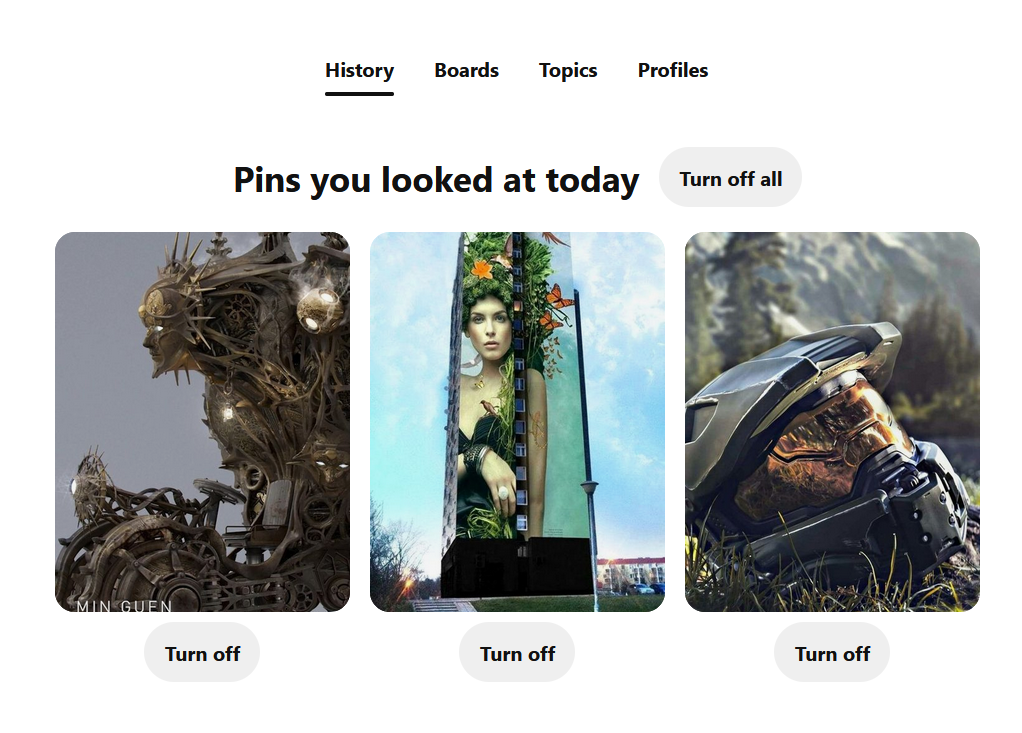 History Boards Topics Profiles
Pins you looked at today Turn off all
MIN GUEN
Turn off Turn off Turn off